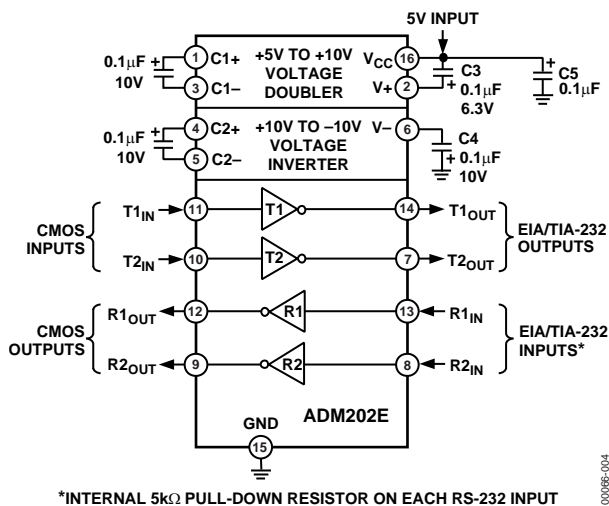 5V INPUT
0.1μF
10V
+
1
C1+
3
C1–
+5V TO +10V
VOLTAGE
DOUBLER
VCC
16
V+
2
+
C3
0.1μF
6.3V
+
C5
0.1μF
0.1μF
10V
+
4
C2+
5
C2–
+10V TO –10V
VOLTAGE
INVERTER
V–
6
C4
+
0.1μF
10V
CMOS
INPUTS
T1IN
11
T1
14
T1OUT
T2IN
10
T2
7
T2OUT
EIA/TIA-232
OUTPUTS
CMOS
OUTPUTS
R1OUT
12
R1
13
R1IN
R2OUT
9
R2
8
R2IN
EIA/TIA-232
INPUTS*
GND
ADM202E
15
*INTERNAL 5kΩ PULL-DOWN RESISTOR ON EACH RS-232 INPUT
00066-004